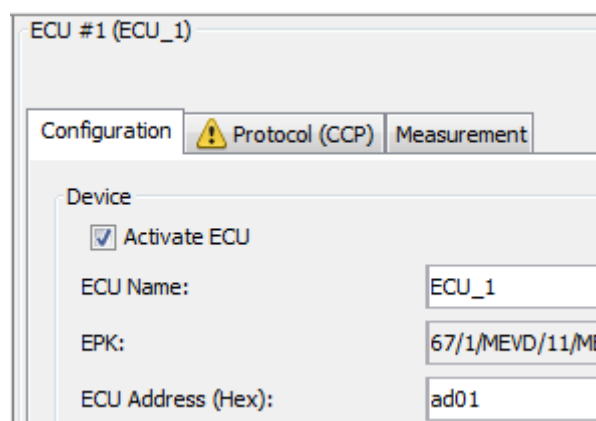 ECU #1 (ECU_1)
Configuration Protocol (CCP) Measurement
Device
Activate ECU
ECU Name: ECU_1
EPK: 67/1/MEVD/11/ME
ECU Address (Hex): ad01